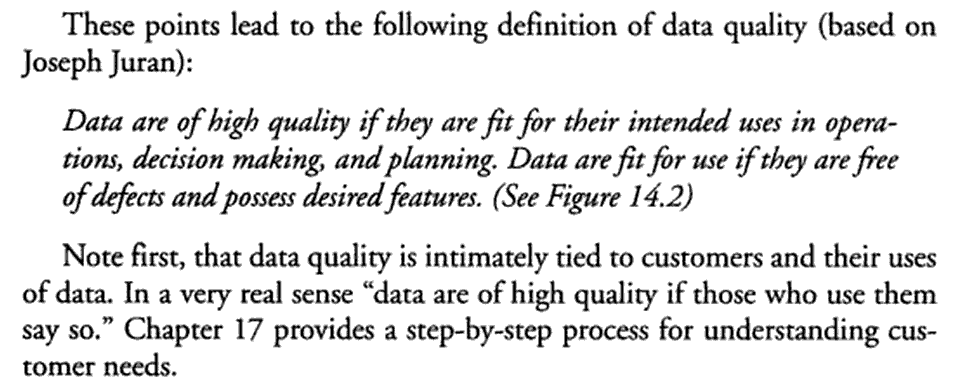 These points lead to the following definition of data quality (based on
Joseph Juran):
Data are of high quality if they are fit for their intended uses in opera-
tions, decision making, and planning. Data are fit for use if they are free
of defects and possess desired features. (See Figure 14.2)
Note first, that data quality is intimately tied to customers and their uses
of data. In a very real sense “data are of high quality if those who use them
say so.” Chapter 17 provides a step-by-step process for understanding cus-
tomer needs.